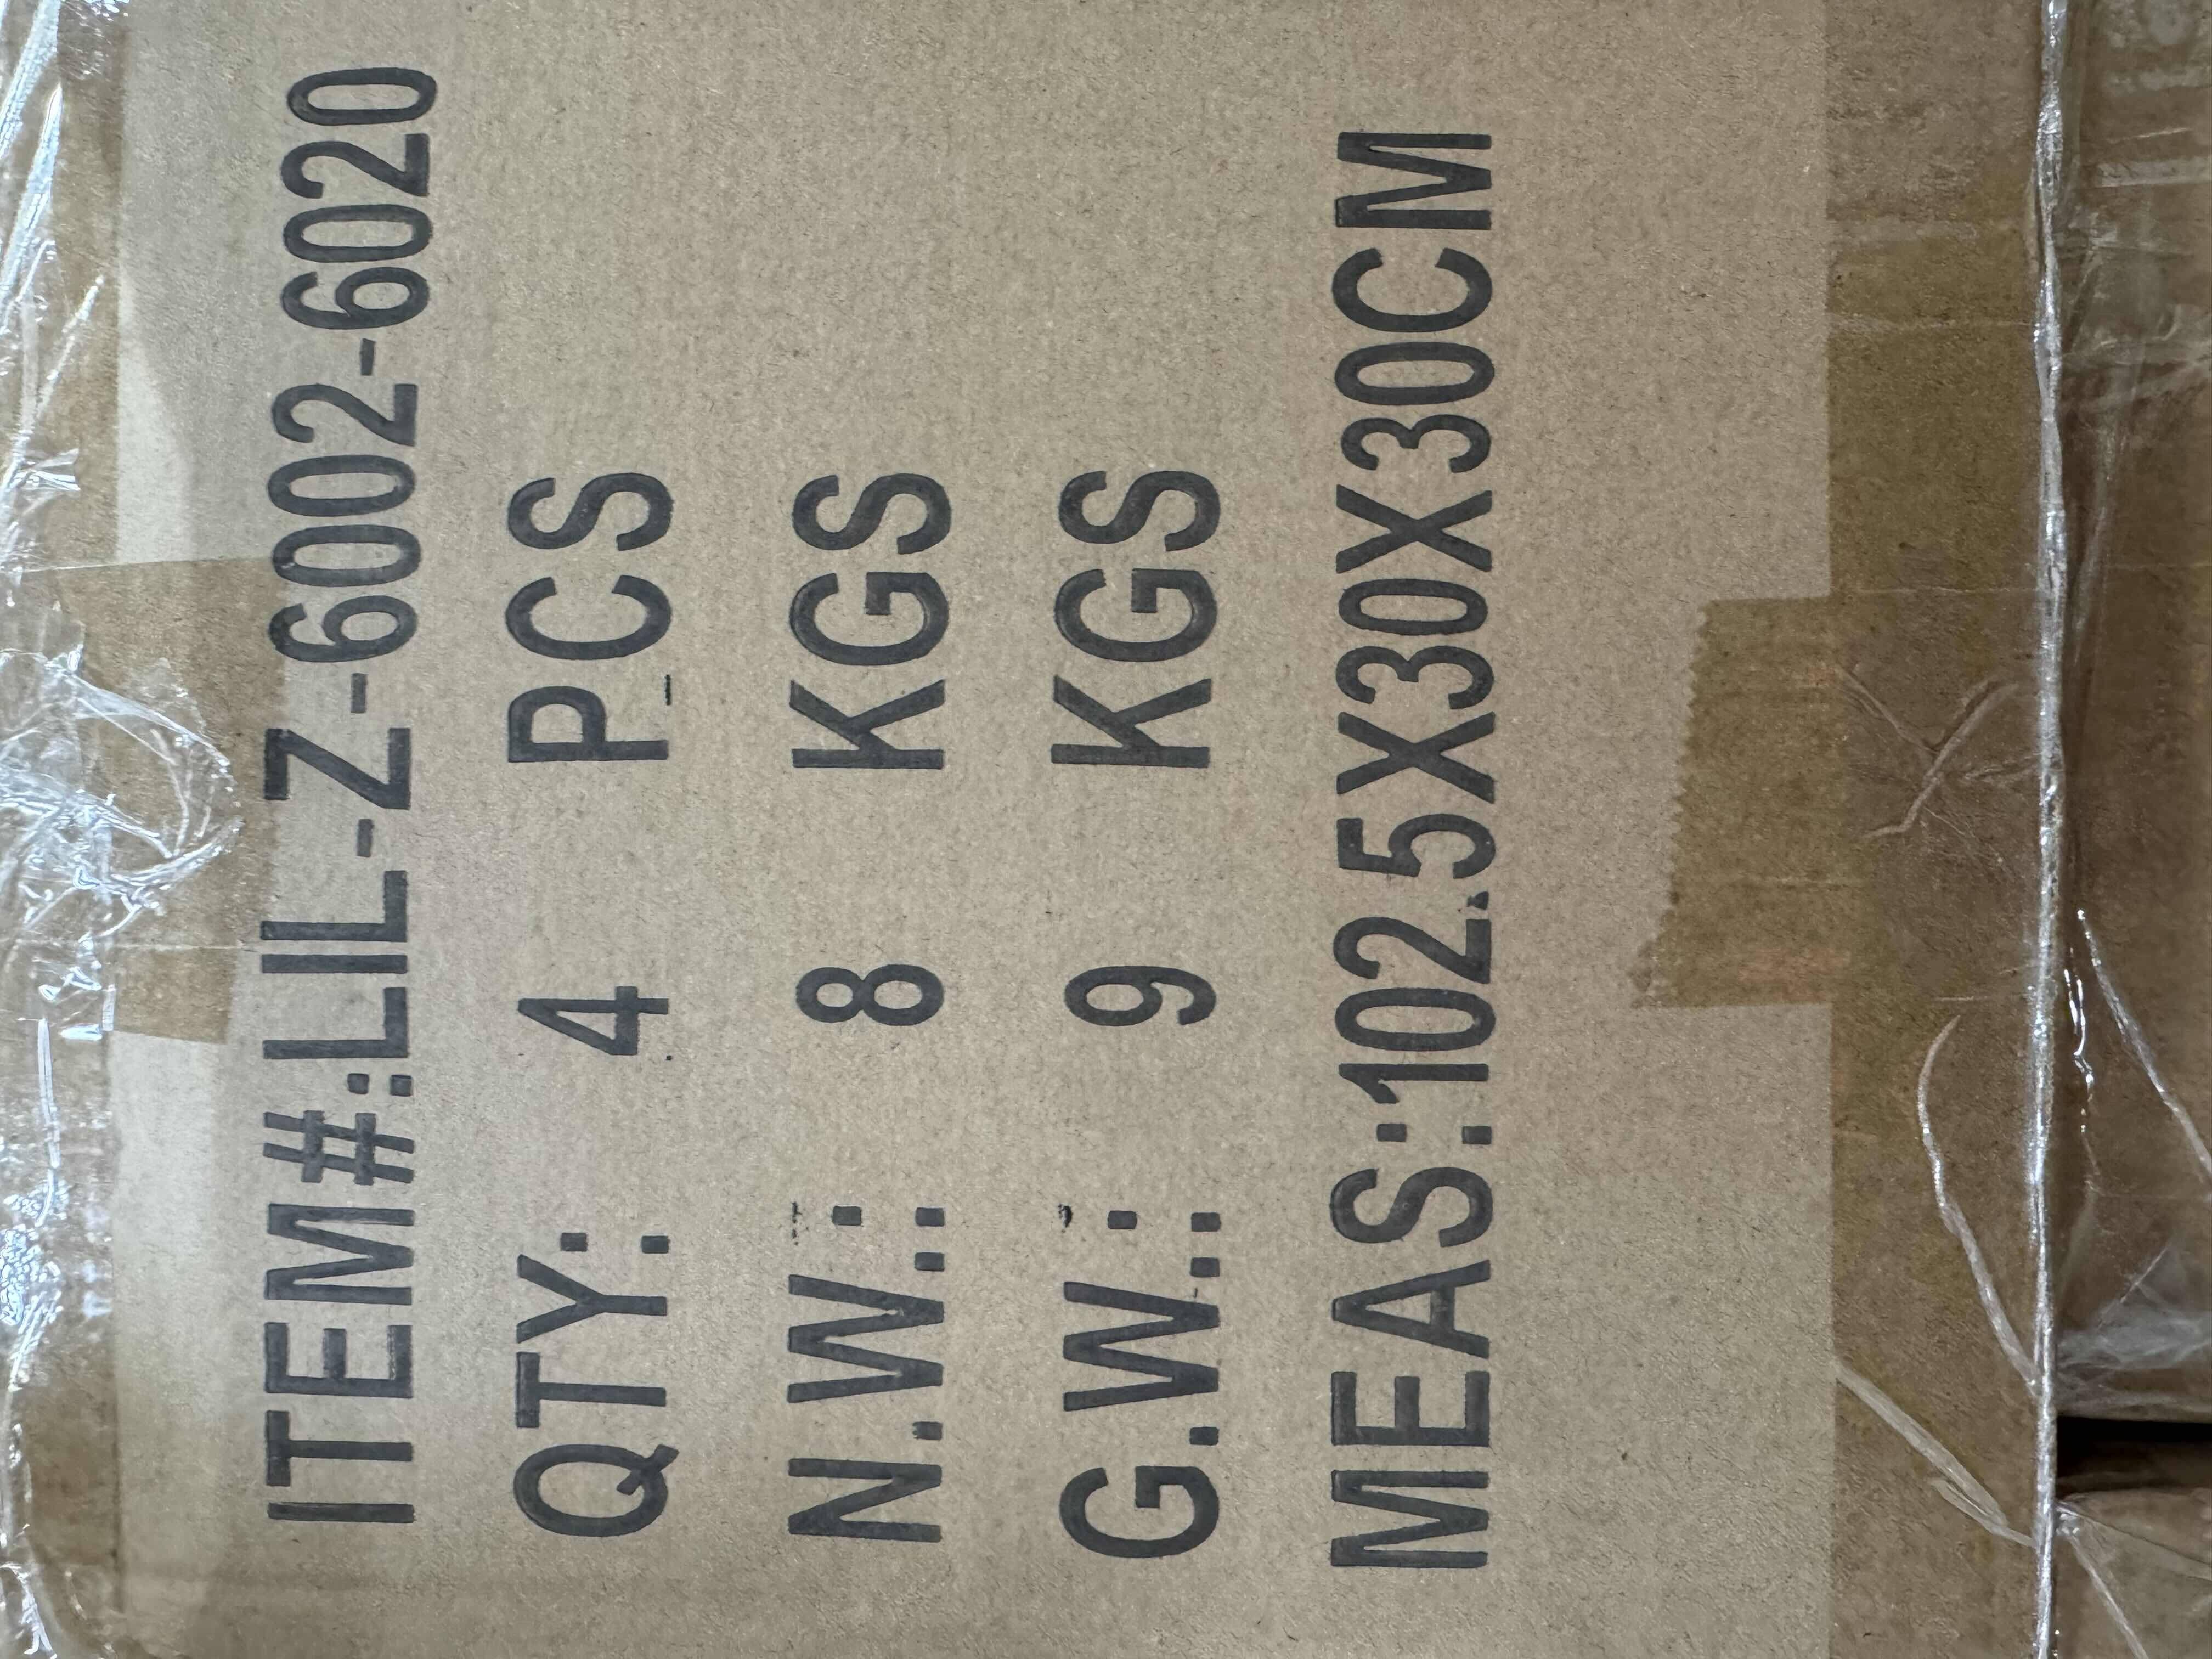 ITEM#:LIL-Z-6002-6020
QTY: 4 PCS
N.W.: 8 KGS
G.W.: 9 KGS
MEAS:102.5X30X30CM